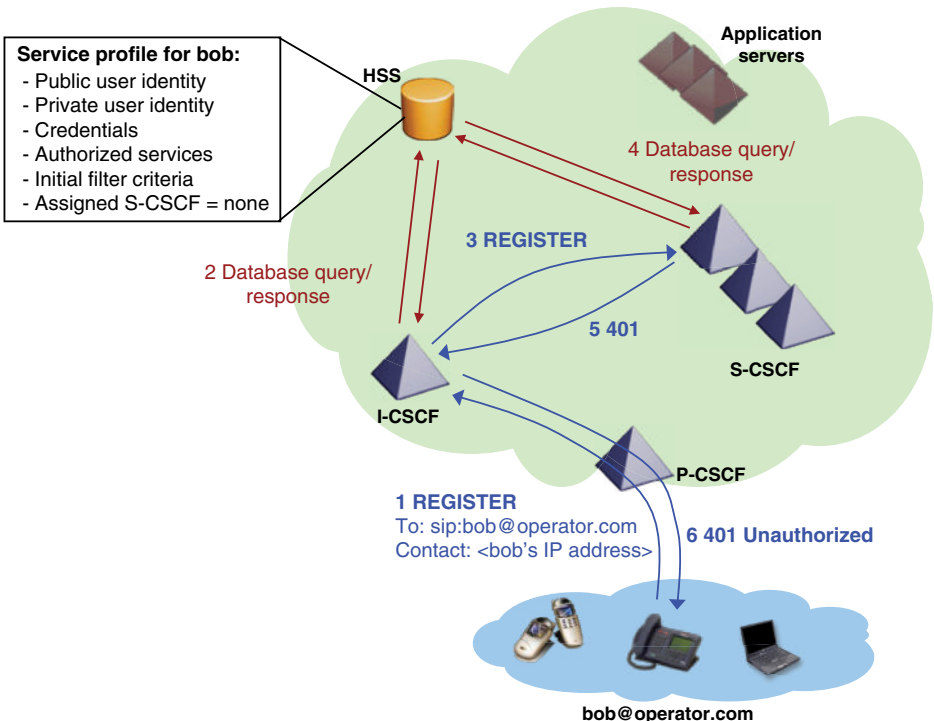 Service profile for bob:
- Public user identity
- Private user identity
- Credentials
- Authorized services
- Initial filter criteria
- Assigned S-CSCF = none
HSS
Application
servers
4 Database query/
response
3 REGISTER
2 Database query/
response
5 401
S-CSCF
I-CSCF
P-CSCF
1 REGISTER
To: sip:bob@operator.com
Contact: <bob's IP address>
6 401 Unauthorized
bob@operator.com